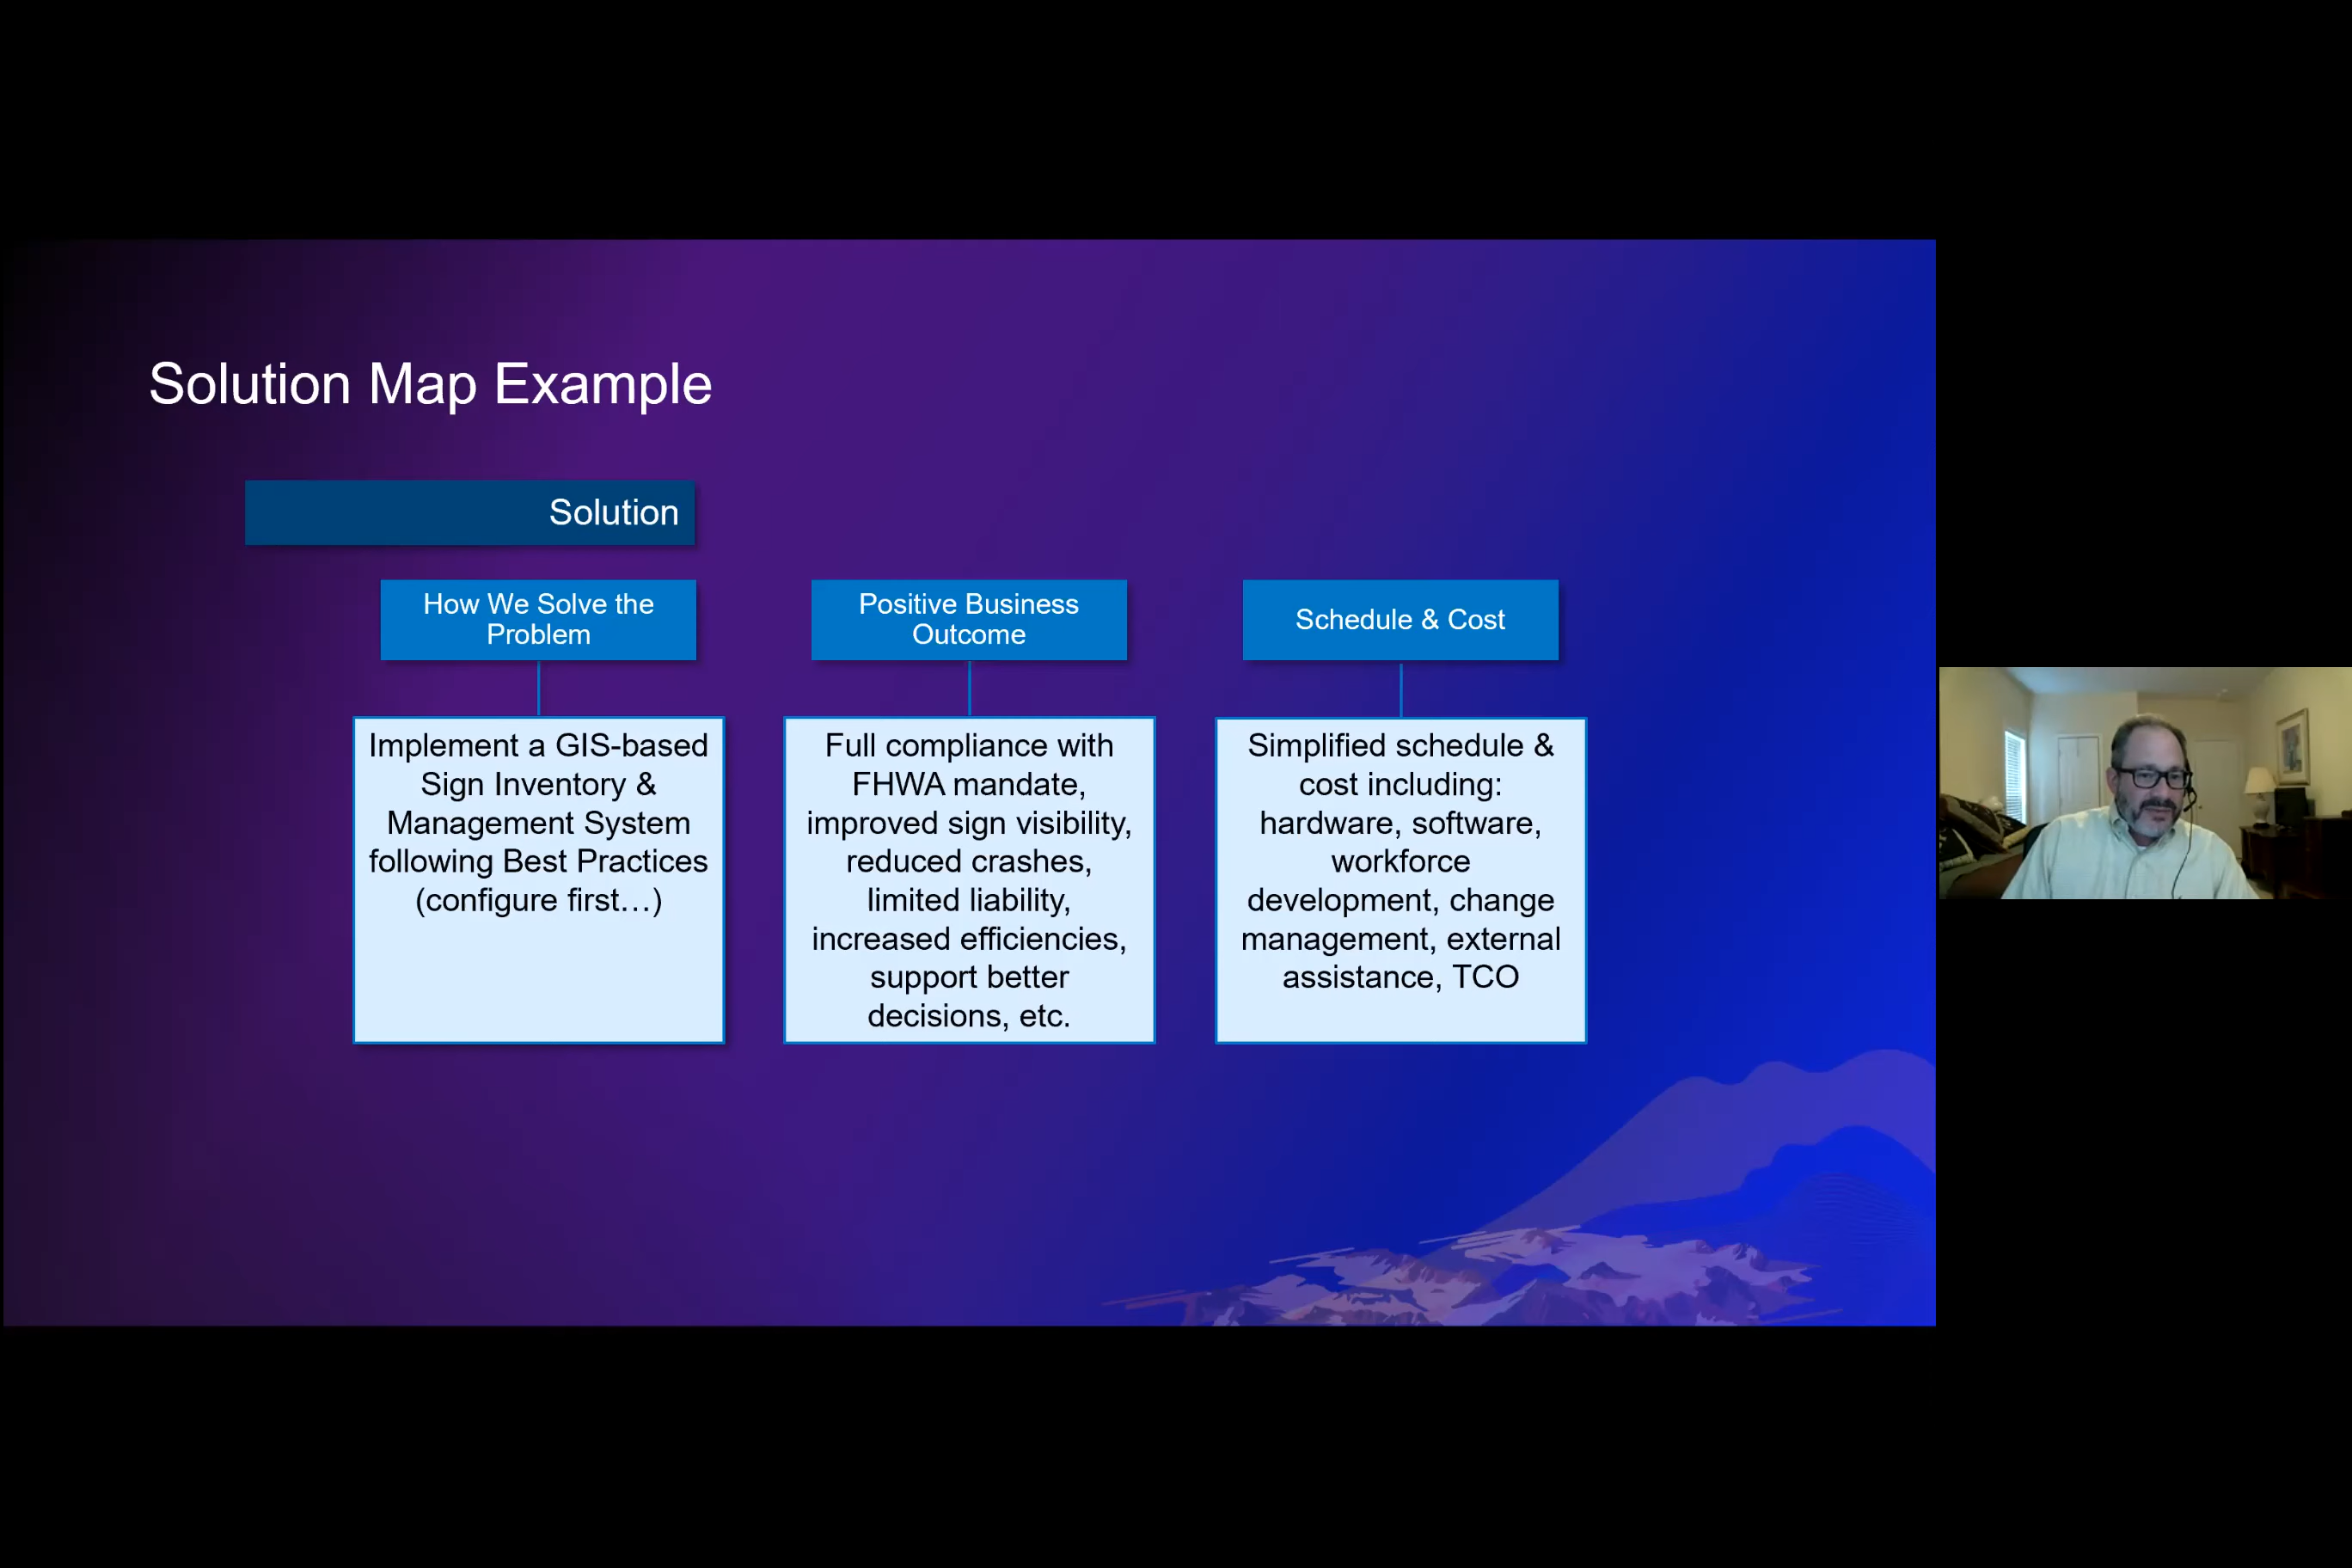 Solution Map Example
Solution
How We Solve the
Problem
Implement a GIS-based
Sign Inventory &
Management System
following Best Practices
(configure first…)
Positive Business
Outcome
Full compliance with
FHWA mandate,
improved sign visibility,
reduced crashes,
limited liability,
increased efficiencies,
support better
decisions, etc.
Schedule & Cost
Simplified schedule &
cost including:
hardware, software,
workforce
development, change
management, external
assistance, TCO